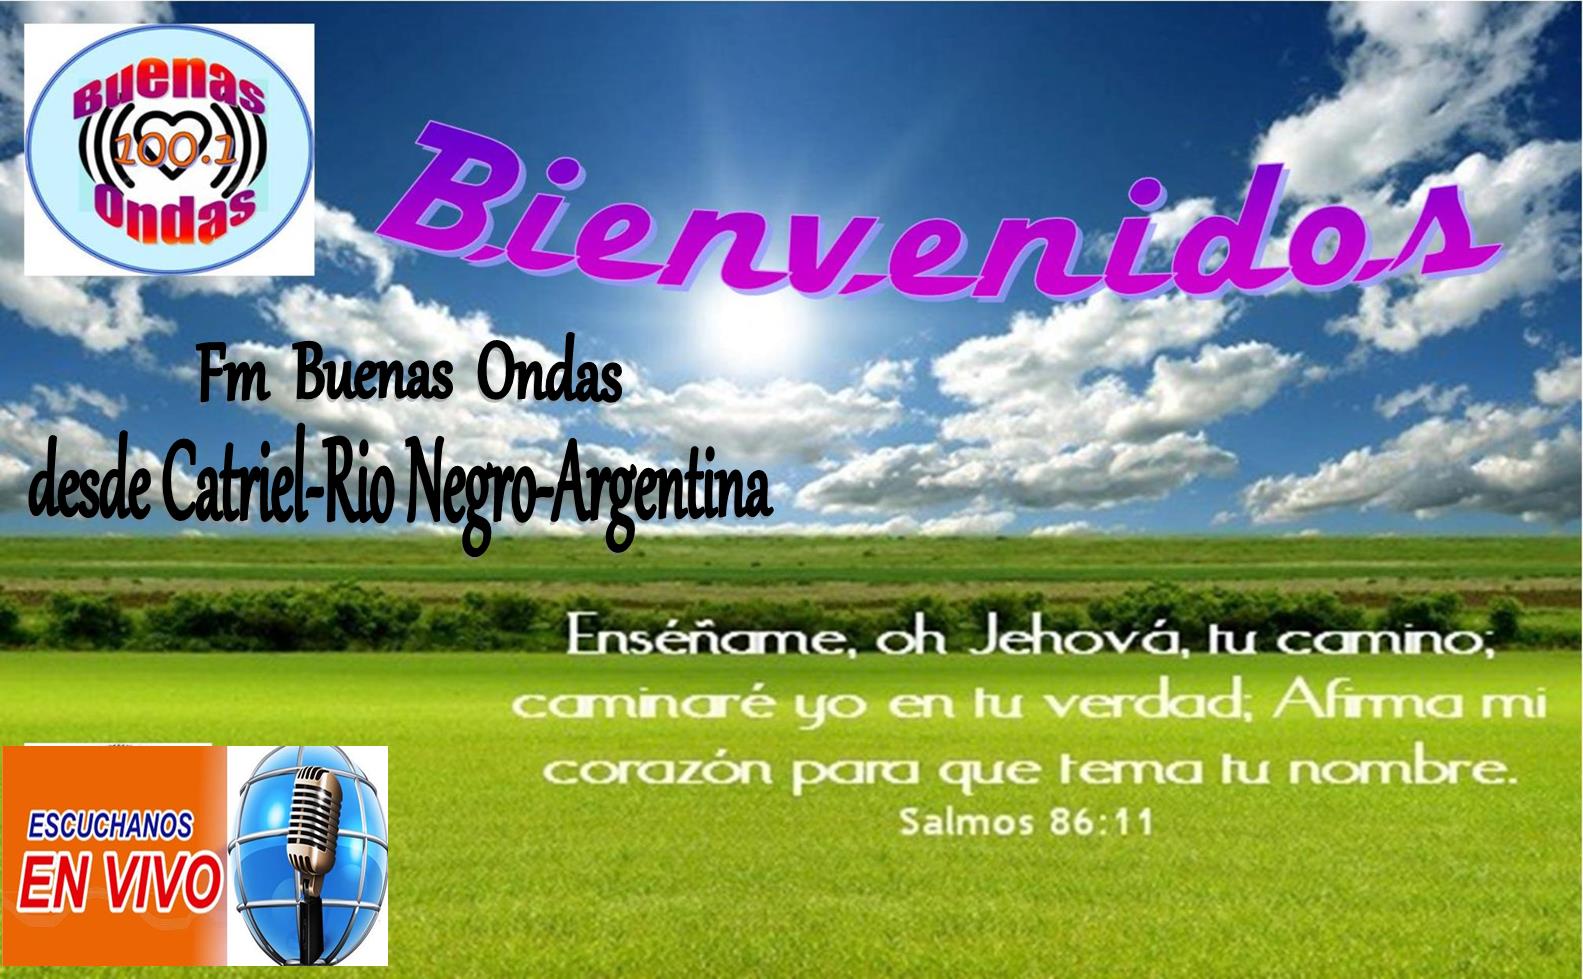 Buenas
100.1
Ondas
Bienvenidos
Fm Buenas Ondas
desde Catriel-Rio Negro-Argentina
Enséñame, oh Jehová, tu camino;
caminaré yo en tu verdad; Afirma mi
corazón para que tema tu nombre.
Salmos 86:11
ESCUCHANOS
EN VIVO